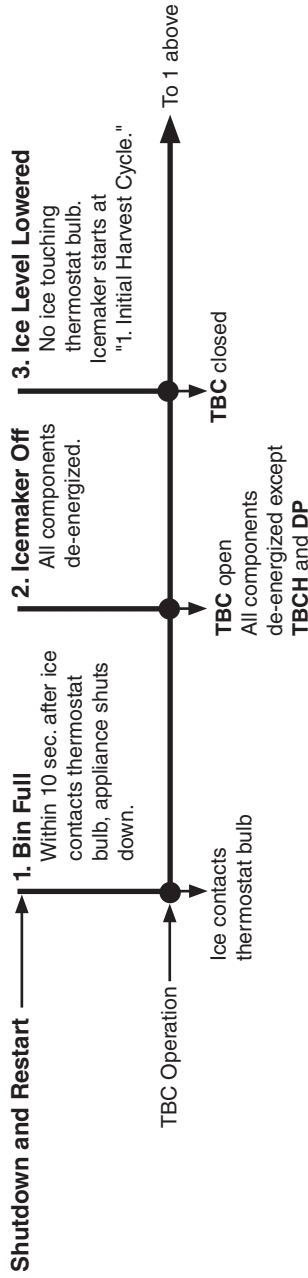 Shutdown and Restart
1. Bin Full
Within 10 sec. after ice
contacts thermostat
bulb, appliance shuts
down.
2. Icemaker Off
All components
de-energized.
3. Ice Level Lowered
No ice touching
thermostat bulb.
Icemaker starts at
"1. Initial Harvest Cycle."
TBC Operation
To 1 above
Ice contacts
thermostat bulb
TBC open
All components
de-energized except
TBCH and DP
TBC closed